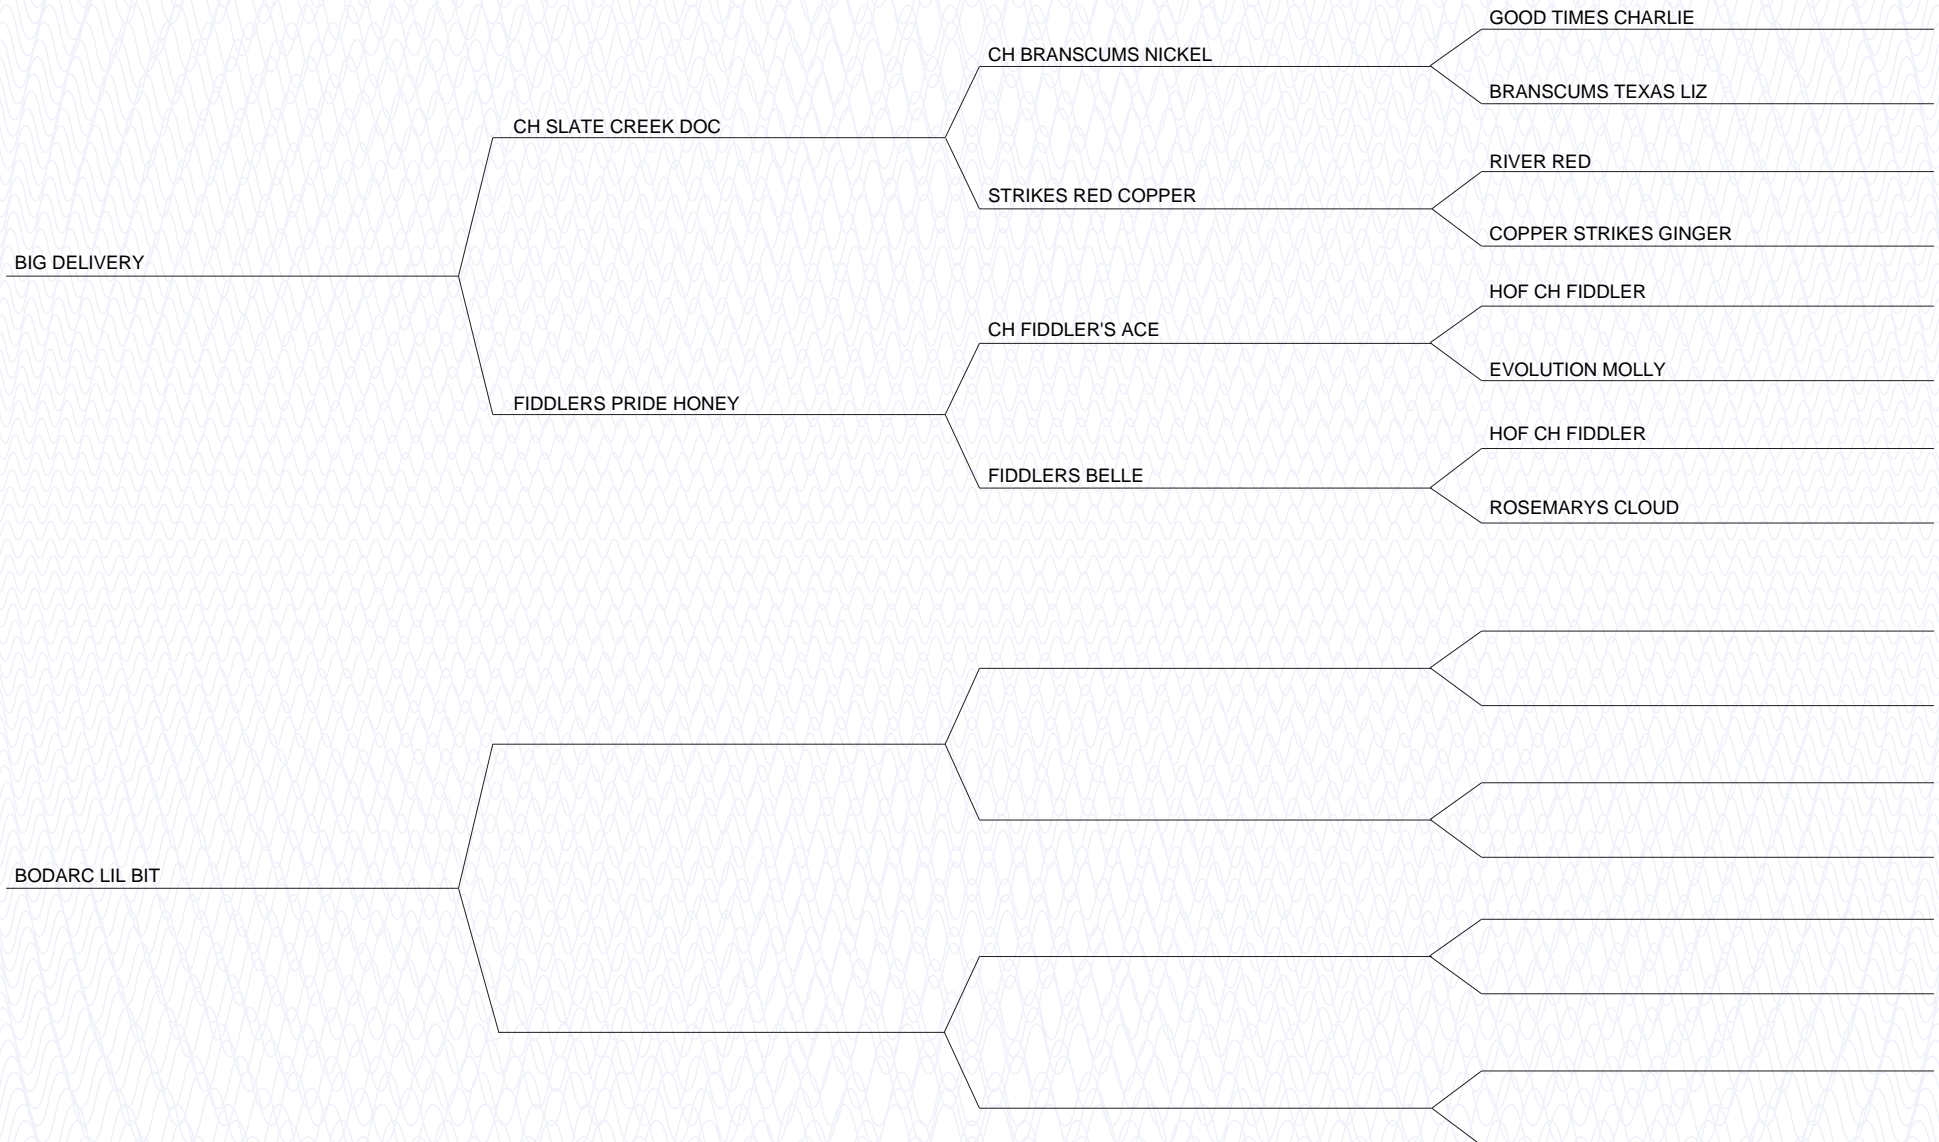 GOOD TIMES CHARLIE
CH BRANSCUMS NICKEL
BRANSCUMS TEXAS LIZ
CH SLATE CREEK DOC
RIVER RED
STRIKES RED COPPER
COPPER STRIKES GINGER
BIG DELIVERY
HOF CH FIDDLER
CH FIDDLER'S ACE
EVOLUTION MOLLY
FIDDLERS PRIDE HONEY
HOF CH FIDDLER
FIDDLERS BELLE
ROSEMARYS CLOUD
BODARC LIL BIT